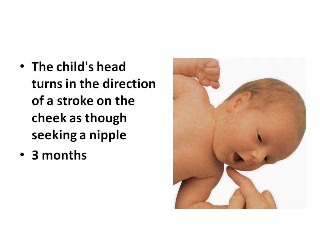 • The child's head
turns in the direction
of a stroke on the
cheek as though
seeking a nipple
• 3 months